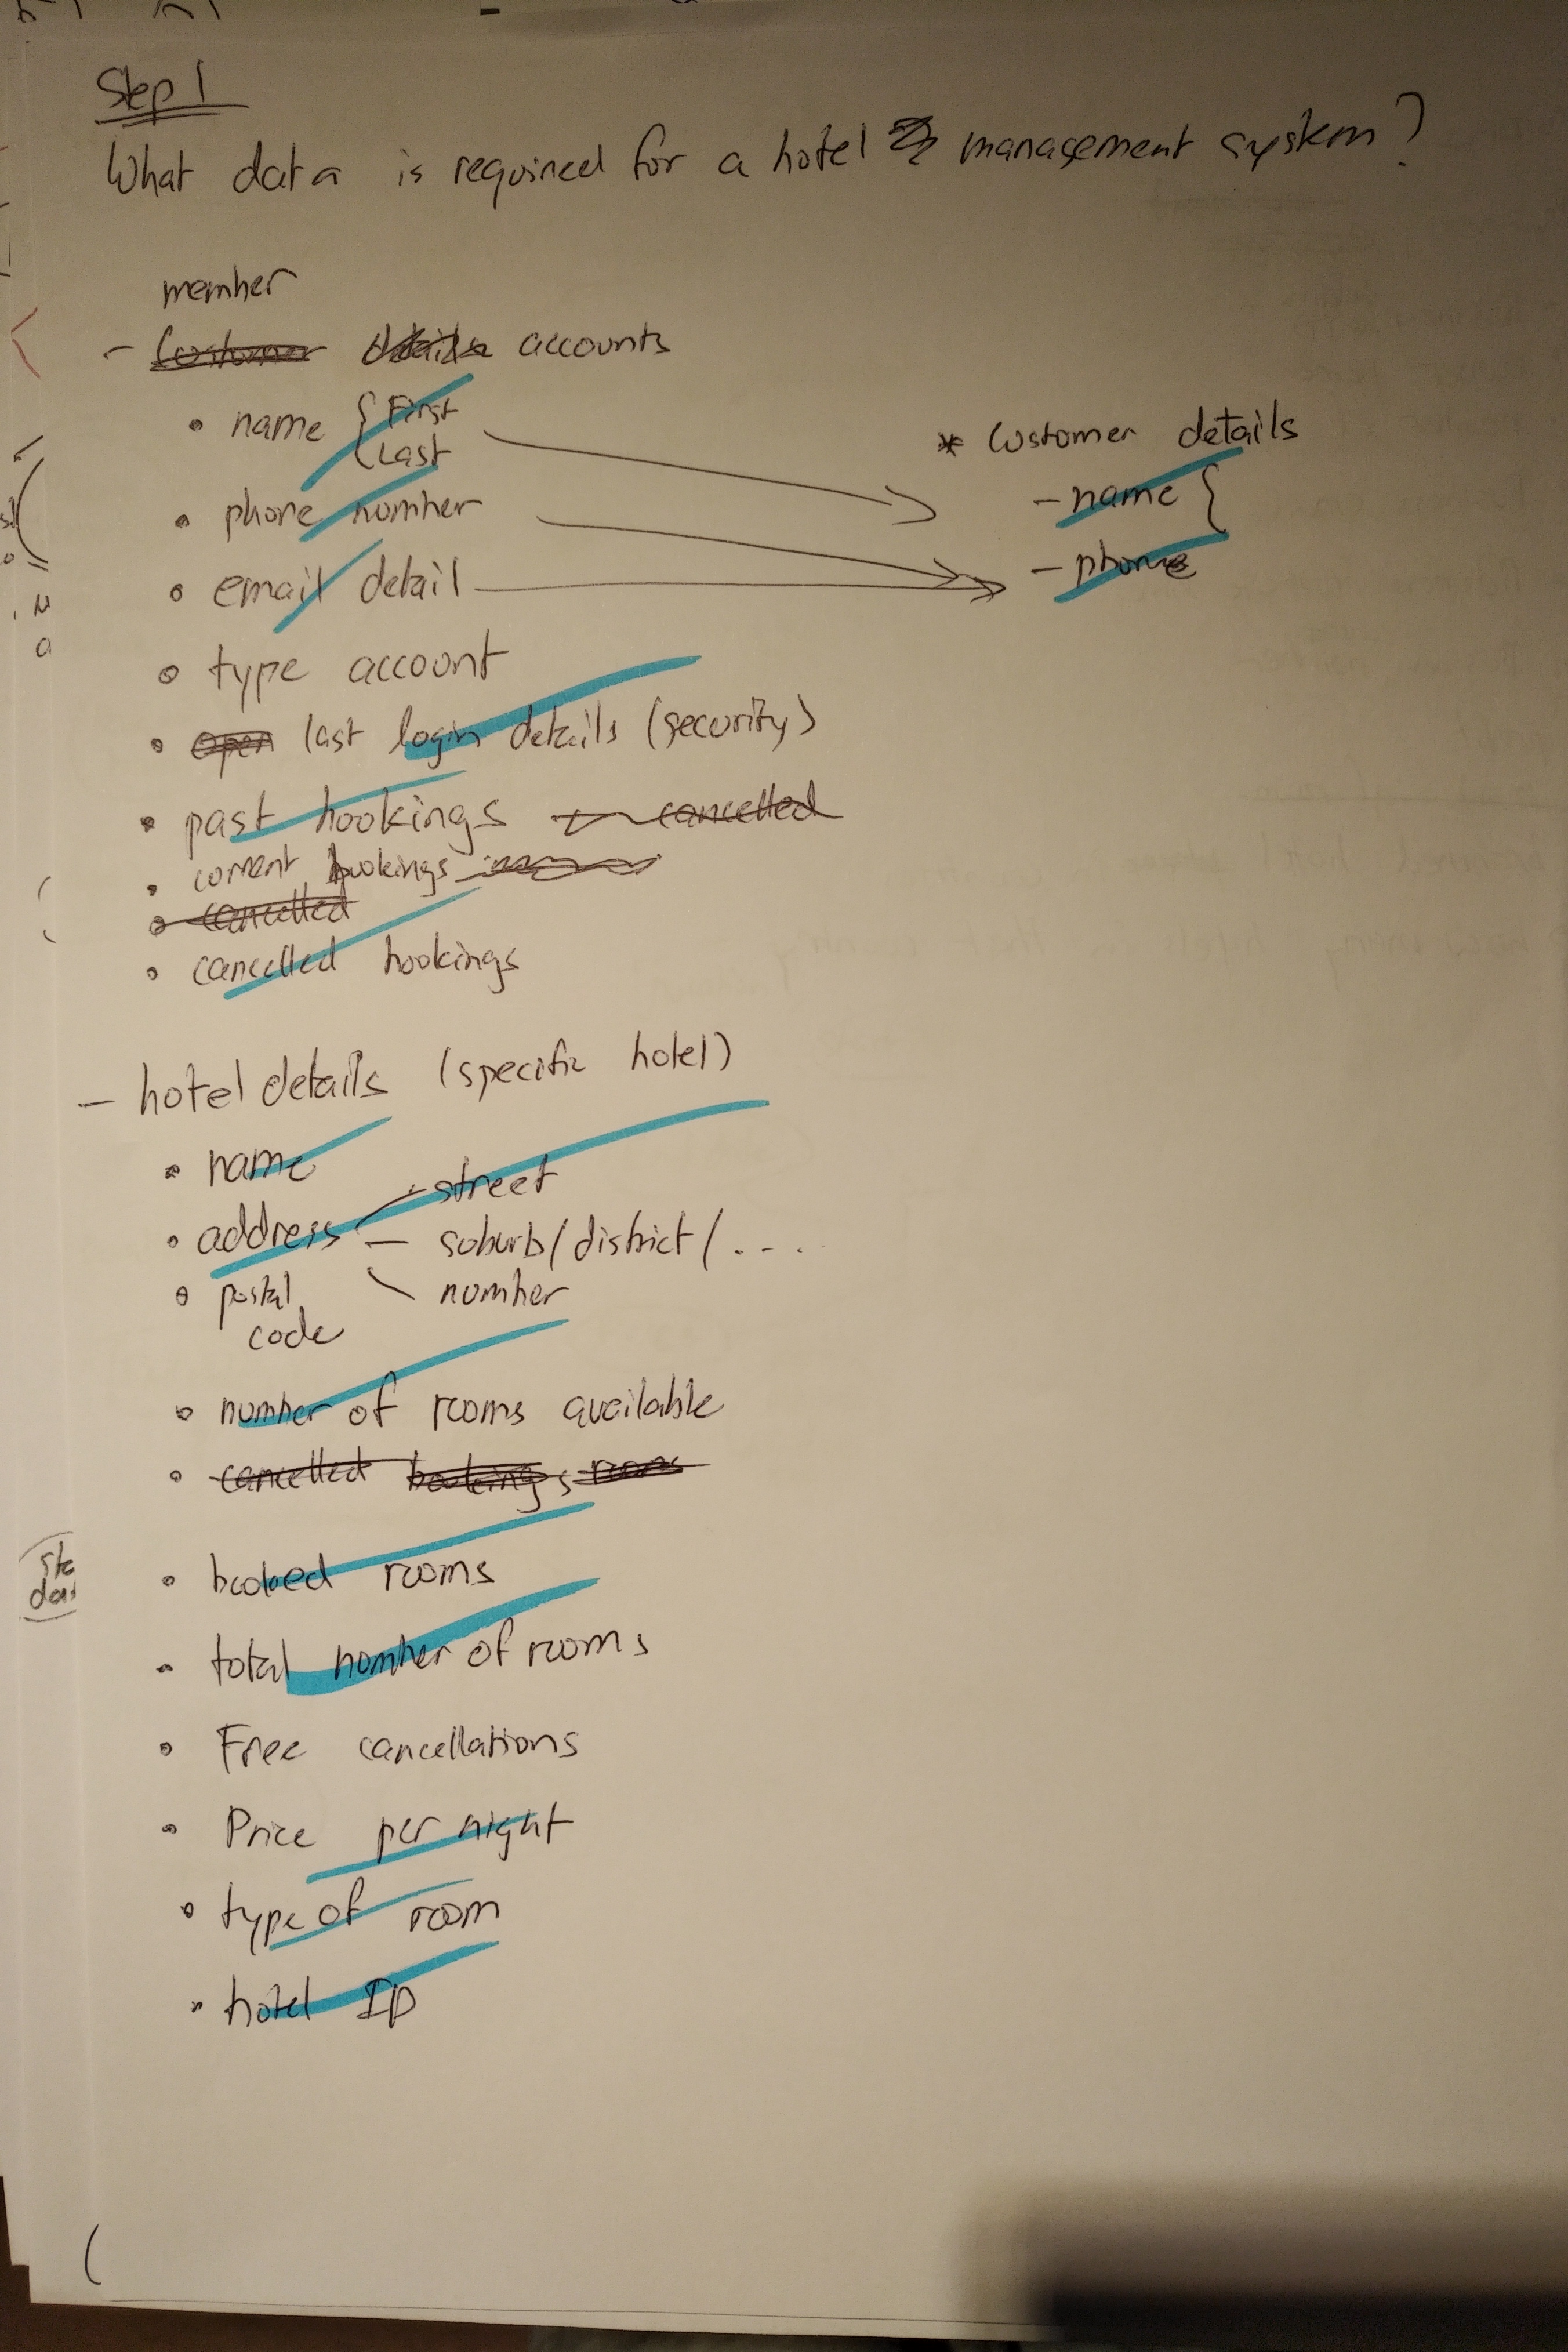 Step 1
What data is required for a hotel management system?
member
- Customer details accounts
• name { First
Last
• phone number
• email detail
• type account
• open last login details (security)
• past bookings cancelled
• current bookings
• cancelled
• cancelled bookings
* Customer details
- name {
- phone
- hotel details (specific hotel)
• name
• address - street
- suburb/district/....
• postal \ number
code
• number of rooms available
• cancelled bookings rooms
• booked rooms
• total number of rooms
• Free cancellations
• Price per night
• type of room
• hotel ID